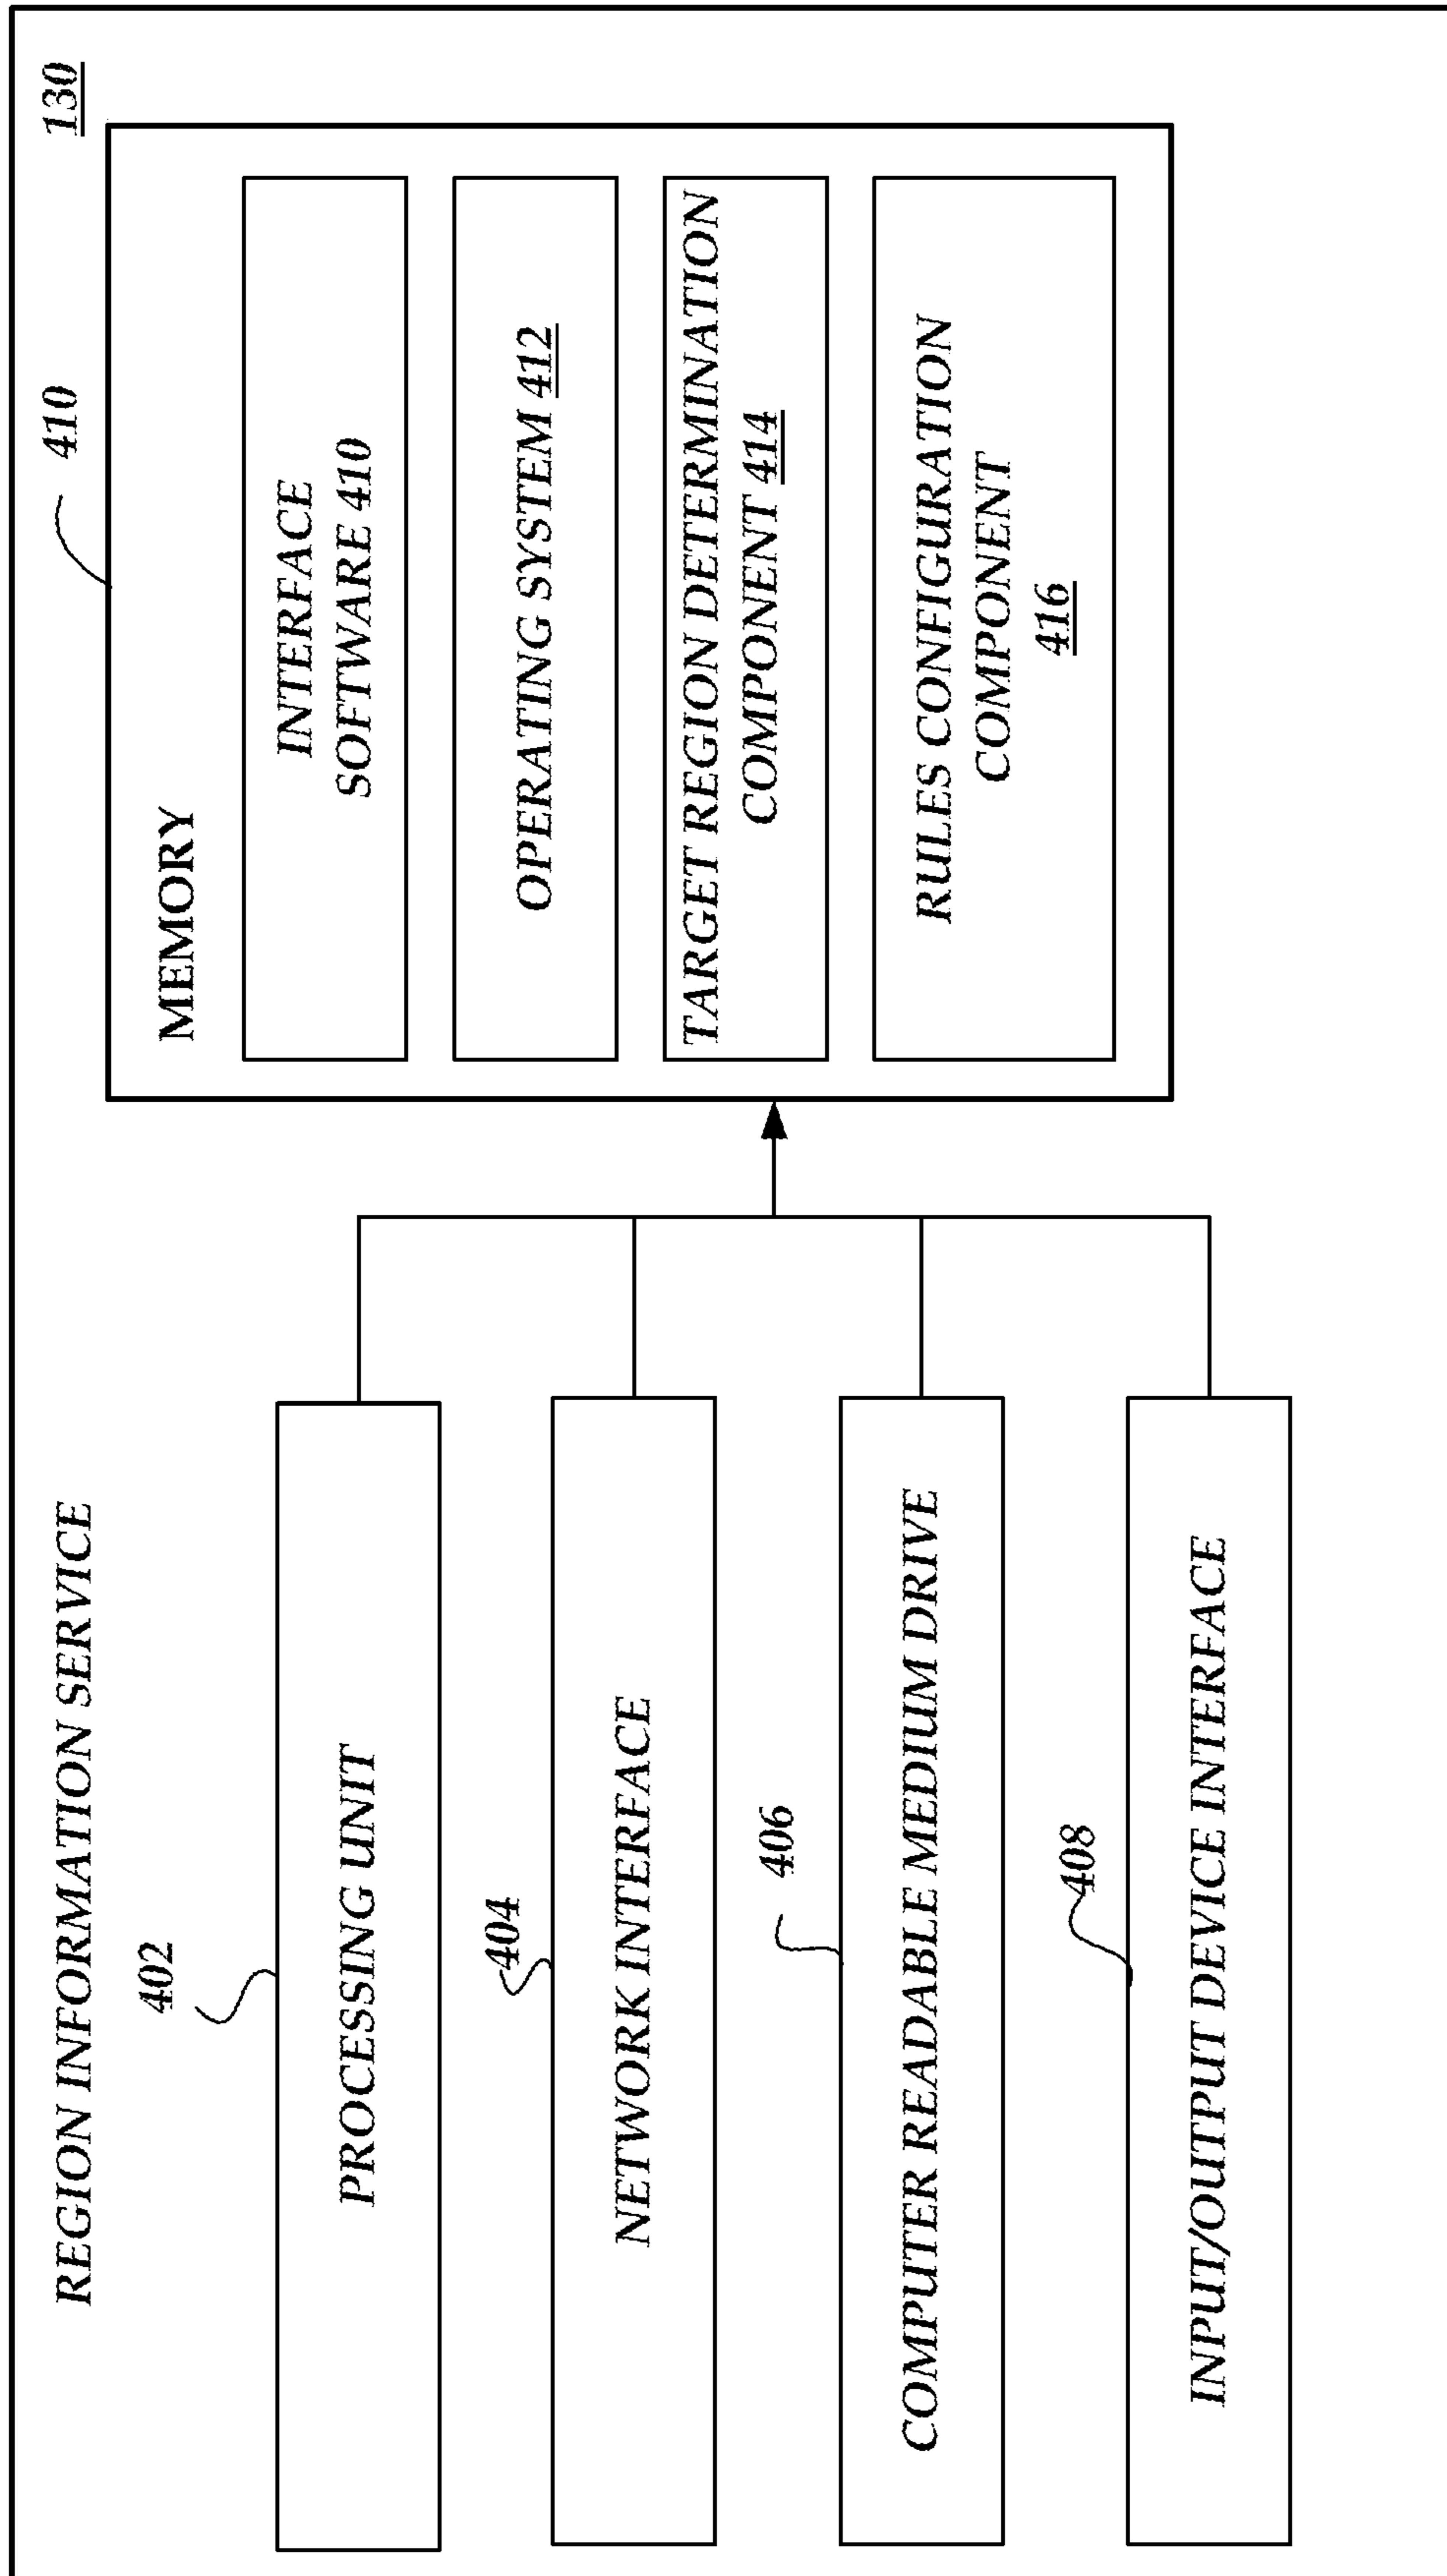 REGION INFORMATION SERVICE
130
402
PROCESSING UNIT
404
NETWORK INTERFACE
406
COMPUTER READABLE MEDIUM DRIVE
408
INPUT/OUTPUT DEVICE INTERFACE
410
MEMORY
INTERFACE
SOFTWARE 410
OPERATING SYSTEM 412
TARGET REGION DETERMINATION
COMPONENT 414
RULES CONFIGURATION
COMPONENT
416